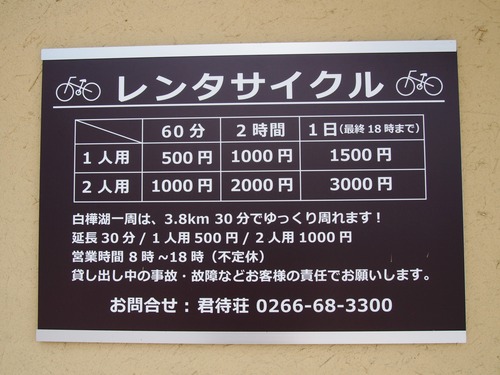 レンタサイクル
60分 2時間 1日(最終18時まで)
1人用 500円 1000円 1500円
2人用 1000円 2000円 3000円
白樺湖一周は、3.8km 30分でゆっくり周れます！
延長30分 / 1人用500円 / 2人用1000円
営業時間 8時~18時（不定休）
貸し出し中の事故・故障などお客様の責任でお願いします。
お問合せ：君待荘 0266-68-3300